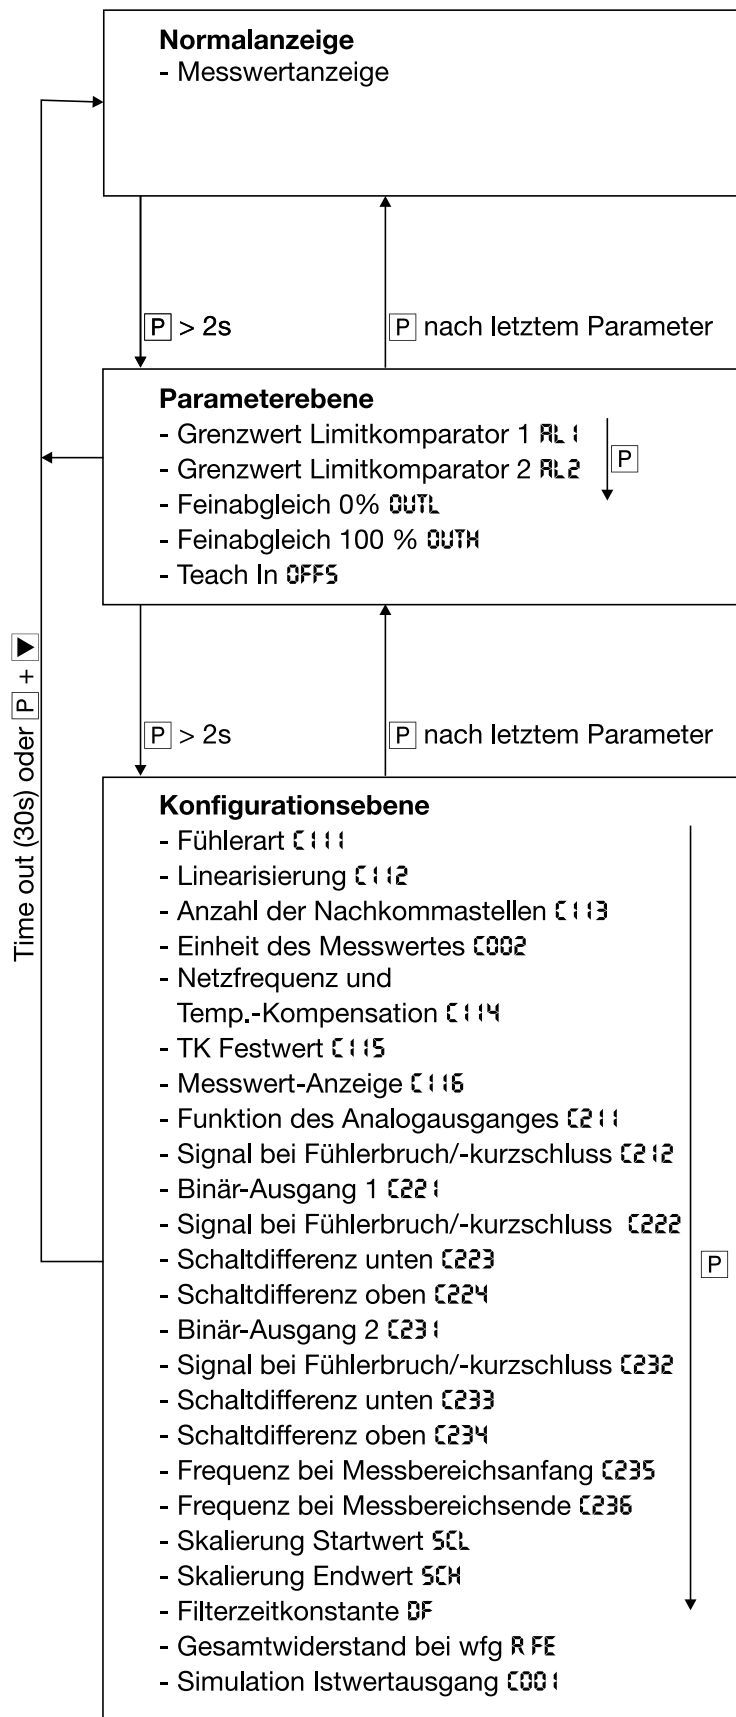 Normalanzeige
- Messwertanzeige
P > 2s
P nach letztem Parameter
Parameterebene
- Grenzwert Limitkomparator 1 AL1
- Grenzwert Limitkomparator 2 AL2
P
- Feinabgleich 0% OUTL
- Feinabgleich 100 % OUTH
- Teach In OFFS
Time out (30s) oder P + ▼
P > 2s
P nach letztem Parameter
Konfigurationsebene
- Fühlerart C111
- Linearisierung C112
- Anzahl der Nachkommastellen C113
- Einheit des Messwertes C002
- Netzfrequenz und
Temp.-Kompensation C114
- TK Festwert C115
- Messwert-Anzeige C116
- Funktion des Analogausganges C211
- Signal bei Fühlerbruch/-kurzschluss C212
- Binär-Ausgang 1 C221
- Signal bei Fühlerbruch/-kurzschluss C222
- Schaltdifferenz unten C223
P
- Schaltdifferenz oben C224
- Binär-Ausgang 2 C231
- Signal bei Fühlerbruch/-kurzschluss C232
- Schaltdifferenz unten C233
- Schaltdifferenz oben C234
- Frequenz bei Messbereichsanfang C235
- Frequenz bei Messbereichsende C236
- Skalierung Startwert SCL
- Skalierung Endwert SCH
- Filterzeitkonstante DF
- Gesamtwiderstand bei wfg R FE
- Simulation Istwertausgang C001